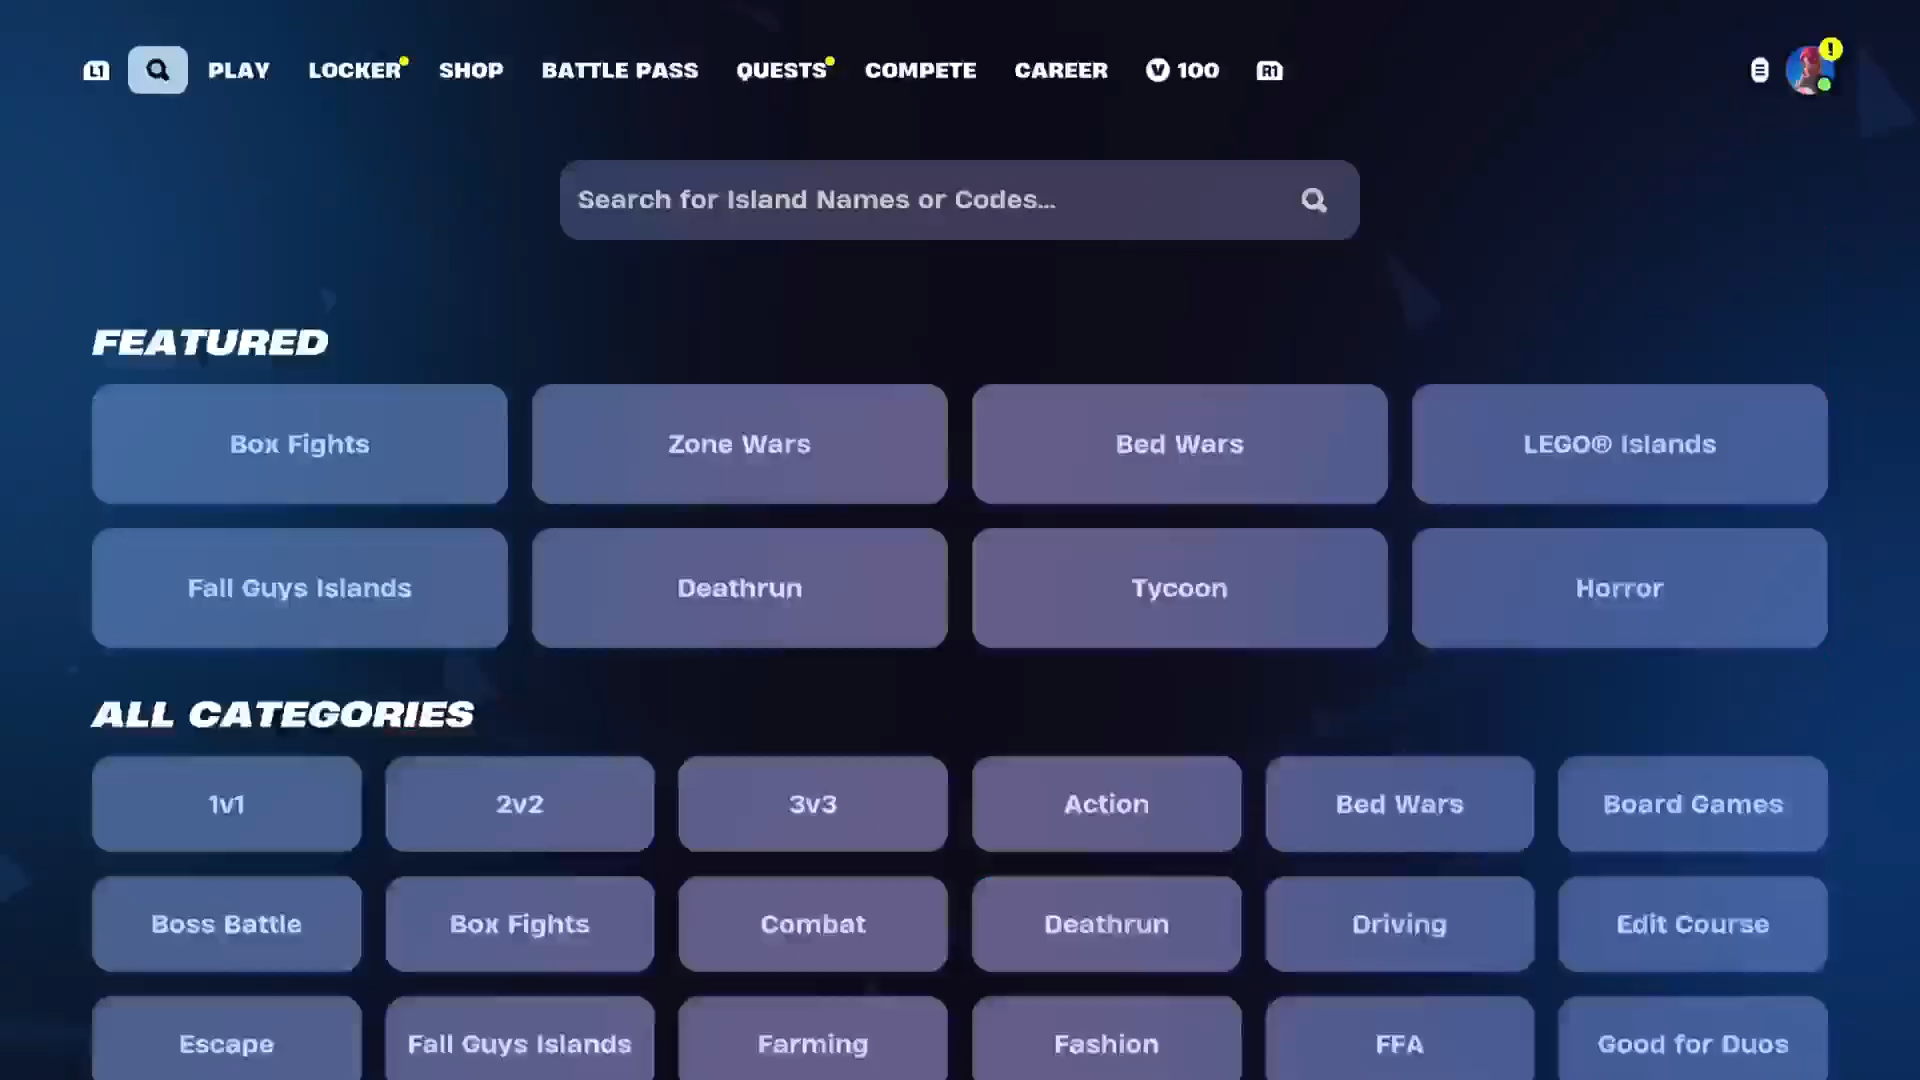 L1 PLAY LOCKER SHOP BATTLE PASS QUESTS COMPETE CAREER V 100 R1 !
Search for Island Names or Codes...
FEATURED
Box Fights Zone Wars Bed Wars LEGO® Islands
Fall Guys Islands Deathrun Tycoon Horror
ALL CATEGORIES
1v1 2v2 3v3 Action Bed Wars Board Games
Boss Battle Box Fights Combat Deathrun Driving Edit Course
Escape Fall Guys Islands Farming Fashion FFA Good for Duos